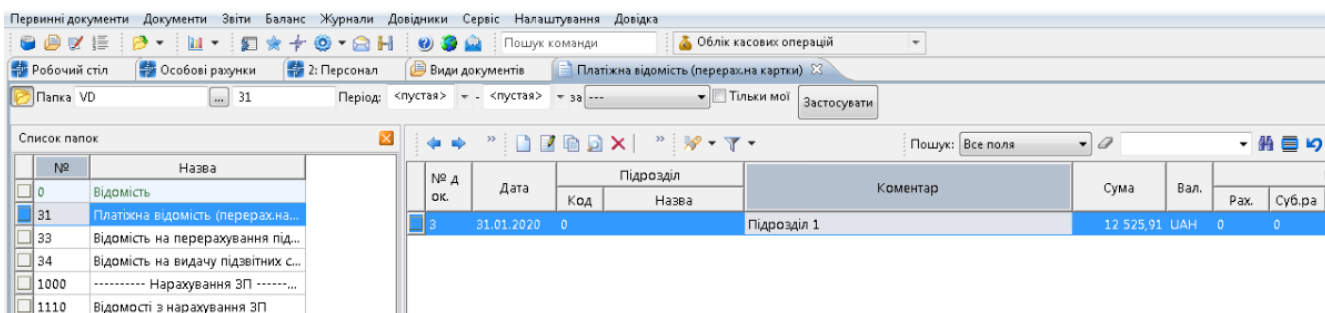 Первинні документи Документи Звіти Баланс Журнали Довідники Сервіс Налаштування Довідка
Пошук команди Облік касових операцій
Робочий стіл Особові рахунки 2: Персонал Види документів Платіжна відомість (перерах.на картки)
Папка VD ... 31 Період: <пустая> - <пустая> за --- Тільки мої Застосувати
Список папок Пошук: Все поля
№ Назва
0 Відомість
31 Платіжна відомість (перерах.на...
33 Відомість на перерахування під...
34 Відомість на видачу підзвітних с...
1000 ---------- Нарахування ЗП ------...
1110 Відомості з нарахування ЗП
№ док. Дата Підрозділ Коментар Сума Вал.
Код Назва Рах. Суб.ра
3 31.01.2020 0 Підрозділ 1 12 525,91 UAH 0 0